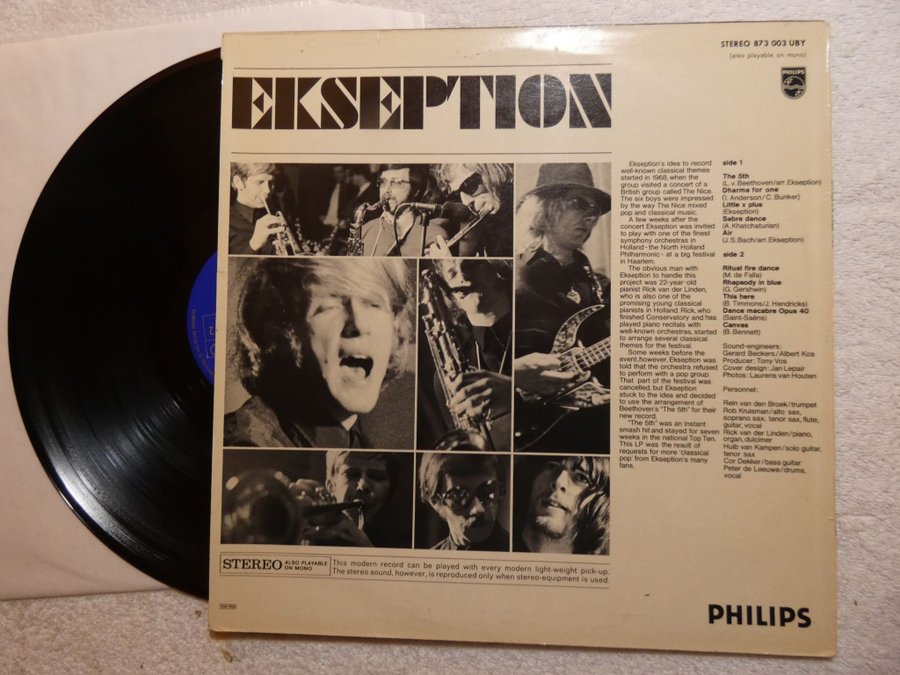 STEREO 873 003 UBY
(also playable on mono)
PHILIPS
EKSEPTION
Ekseption's idea to record
well-known classical themes
started in 1968, when the
group visited a concert of a
British group called The Nice.
The six boys were impressed
by the way The Nice mixed
pop and classical music.
A few weeks after the
concert Ekseption was invited
to play with one of the finest
symphony orchestras in
Holland-the North Holland
Philharmonic- at a big festival
in Haarlem.
The obvious man with
Ekseption to handle this
project was 22-year-old
pianist Rick van der Linden,
who is also one of the
promising young classical
pianists in Holland. Rick, who
finished Conservatory and has
played piano recitals with
well-known orchestras, started
to arrange several classical
themes for the festival.
Some weeks before the
event, however, Ekseption was
told that the orchestra refused
to perform with a pop group.
That part of the festival was
cancelled, but Ekseption
stuck to the idea and decided
to use the arrangement of
Beethoven's "The 5th" for their
new record.
"The 5th" was an instant
smash hit and stayed for seven
weeks in the national Top Ten.
This LP was the result of
requests for more 'classical
pop' from Ekseption's many
fans.
side 1
The 5th
(L. v. Beethoven/arr. Ekseption)
Dharma for one
(I. Anderson/C. Bunker)
Little x plus
(Ekseption)
Sabre dance
(A. Khatchaturian)
Air
(J.S. Bach/arr. Ekseption)
side 2
Ritual fire dance
(M. de Falla)
Rhapsody in blue
(G. Gershwin)
This here
(B. Timmons/J. Hendricks)
Dance macabre Opus 40
(Saint-Saëns)
Canvas
(B. Bennett)
Sound-engineers:
Gerard Beckers/Albert Kos
Producer: Tony Vos
Cover design: Jan Lepair
Photos: Laurens van Houten
Personnel:
Rein van den Broek/trumpet
Rob Kruisman/alto sax,
soprano sax, tenor sax, flute,
guitar, vocal
Rick van der Linden/piano,
organ, dulcimer
Huib van Kampen/solo guitar,
tenor sax
Cor Dekker/bass guitar
Peter de Leeuwe/drums,
vocal
STEREO ALSO PLAYABLE
ON MONO
This modern record can be played with every modern light-weight pick-up.
The stereo sound, however, is reproduced only when stereo-equipment is used.
PHILIPS